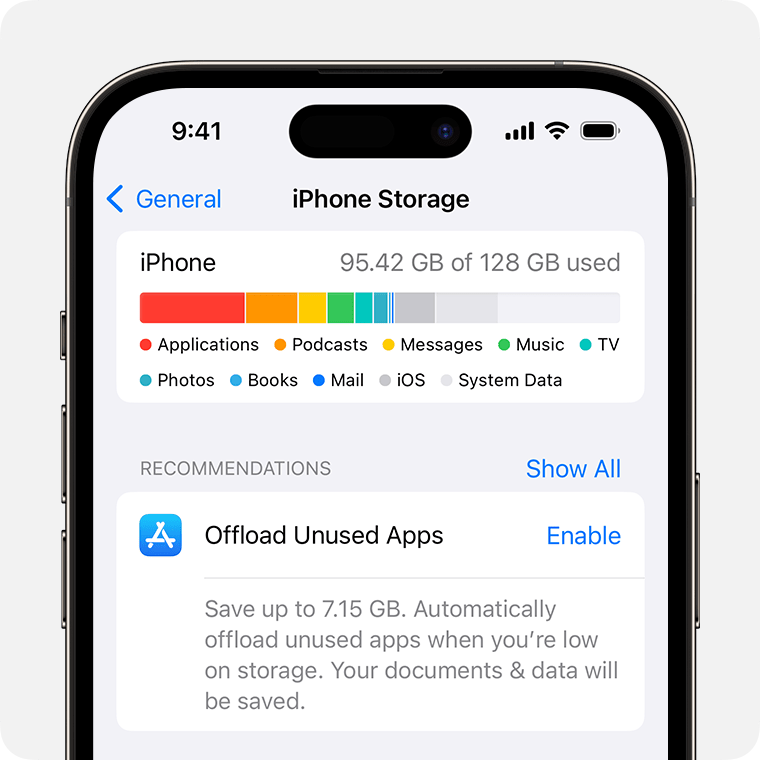 9:41
General
iPhone Storage
iPhone 95.42 GB of 128 GB used
Applications Podcasts Messages Music TV
Photos Books Mail iOS System Data
RECOMMENDATIONS Show All
Offload Unused Apps Enable
Save up to 7.15 GB. Automatically
offload unused apps when you’re low
on storage. Your documents & data will
be saved.